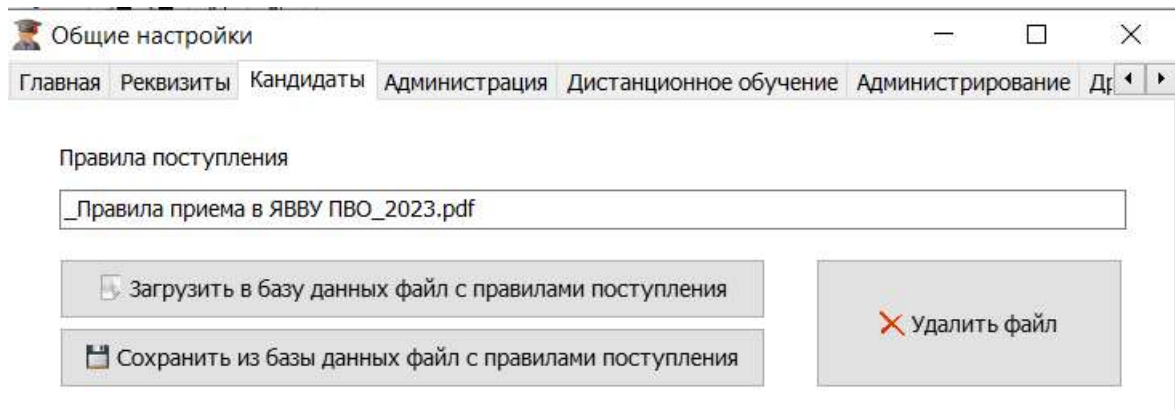 Общие настройки
Главная Реквизиты Кандидаты Администрация Дистанционное обучение Администрирование
Правила поступления
_Правила приема в ЯВВУ ПВО_2023.pdf
Загрузить в базу данных файл с правилами поступления
Удалить файл
Сохранить из базы данных файл с правилами поступления